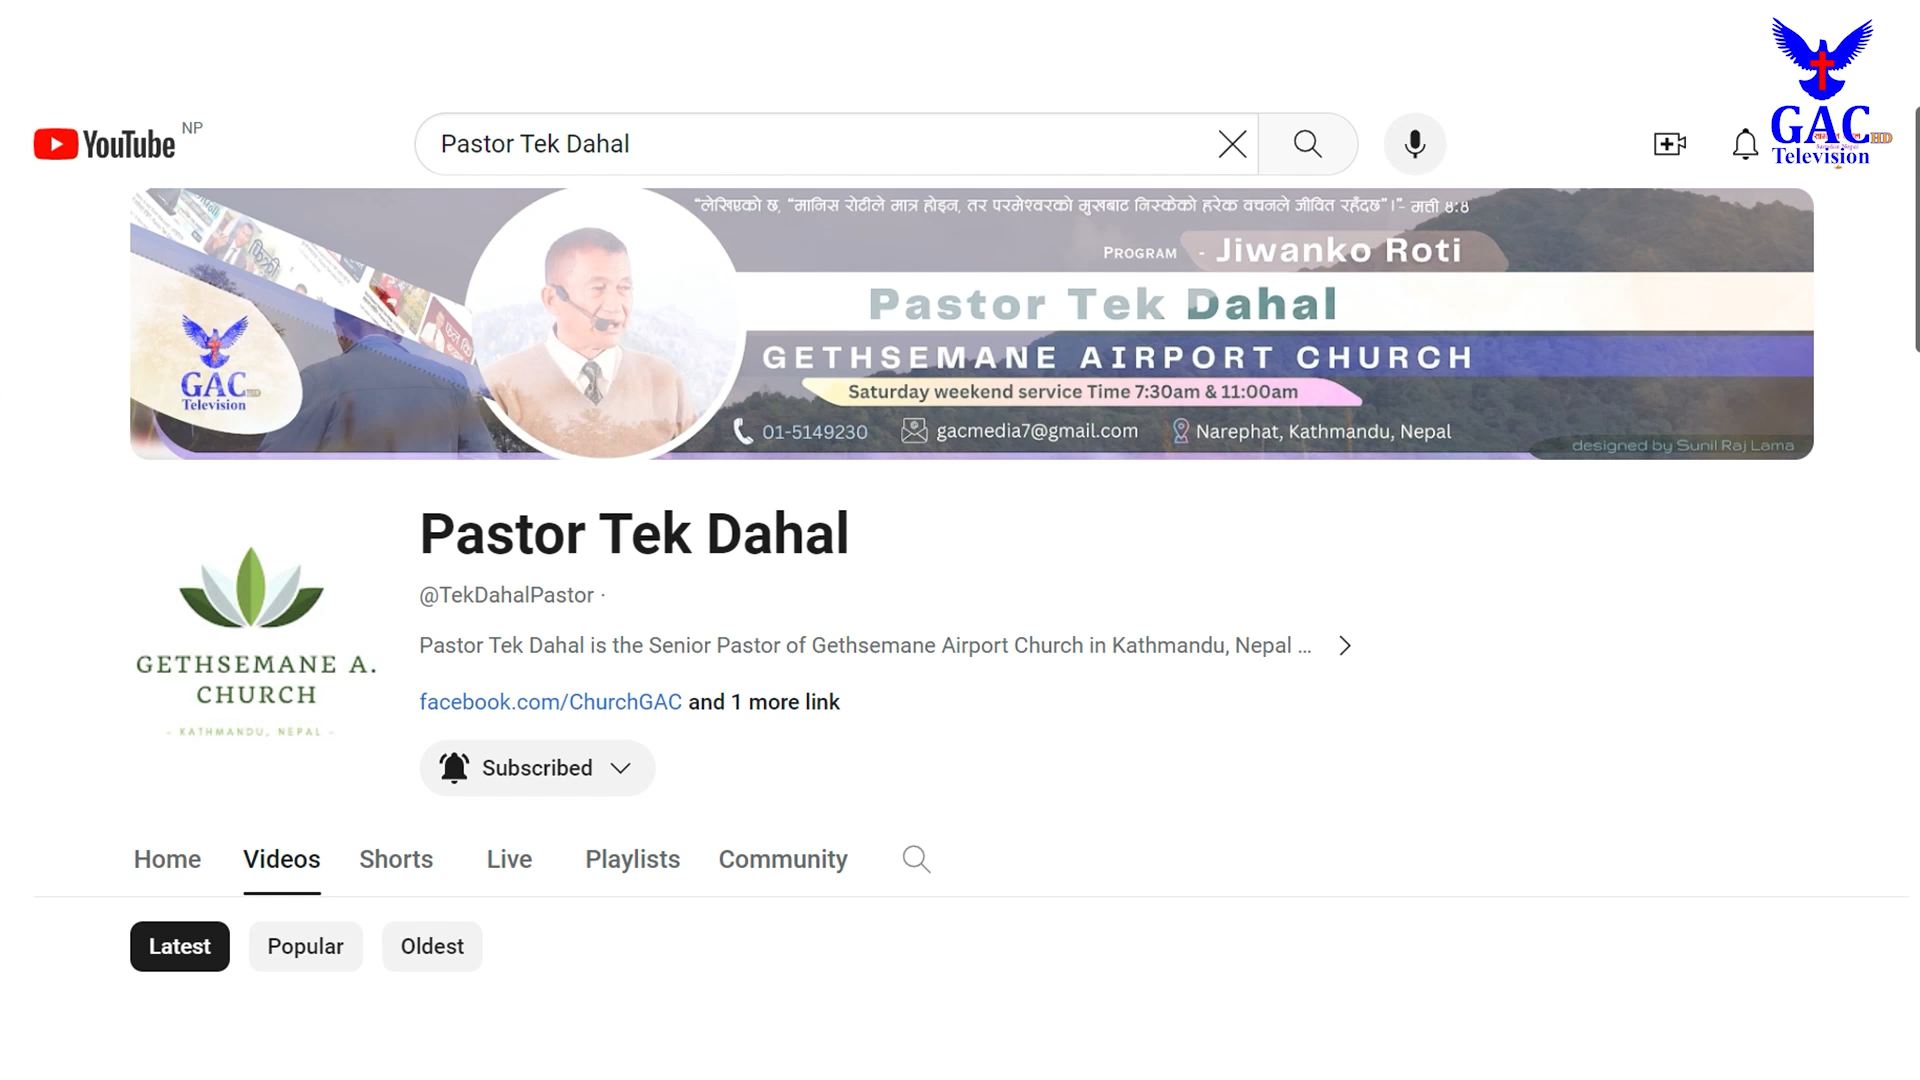 YouTube NP
Pastor Tek Dahal
GAC HD
Television
“लेखिएको छ, “मानिस रोटीले मात्र होइन, तर परमेश्वरको मुखबाट निस्केको हरेक वचनले जीवित रहँदछ”।”- मत्ती ४:४
PROGRAM - Jiwanko Roti
Pastor Tek Dahal
GETHSEMANE AIRPORT CHURCH
Saturday weekend service Time 7:30am & 11:00am
01-5149230 gacmedia7@gmail.com Narephat, Kathmandu, Nepal
designed by Sunil Raj Lama
GAC HD
Television
Pastor Tek Dahal
@TekDahalPastor ·
Pastor Tek Dahal is the Senior Pastor of Gethsemane Airport Church in Kathmandu, Nepal ...
facebook.com/ChurchGAC and 1 more link
Subscribed
GETHSEMANE A.
CHURCH
- KATHMANDU, NEPAL -
Home Videos Shorts Live Playlists Community
Latest Popular Oldest